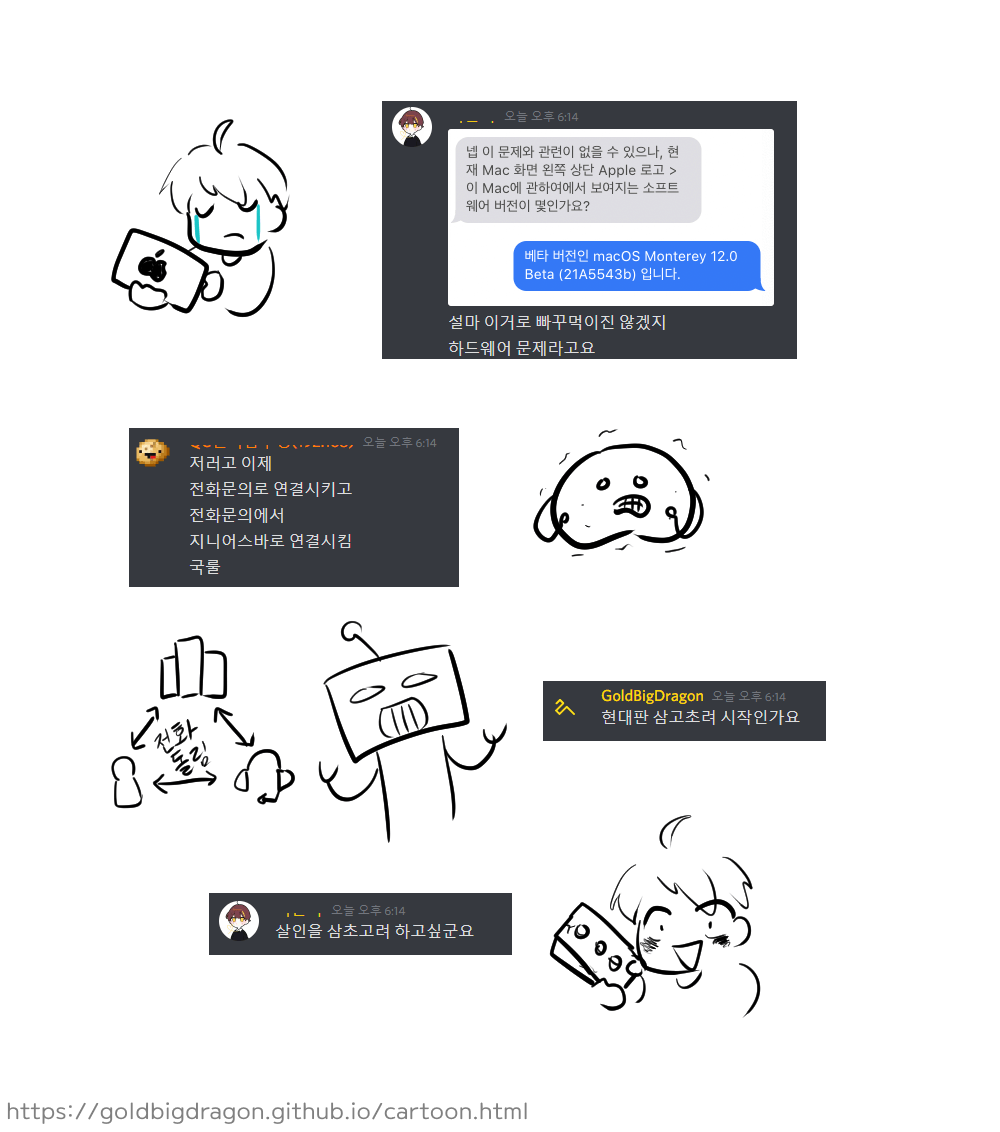 오늘 오후 6:14
넵 이 문제와 관련이 없을 수 있으나, 현
재 Mac 화면 왼쪽 상단 Apple 로고 >
이 Mac에 관하여에서 보여지는 소프트
웨어 버전이 몇인가요?
베타 버전인 macOS Monterey 12.0
Beta (21A5543b) 입니다.
설마 이거로 빠꾸먹이진 않겠지
하드웨어 문제라고요
오늘 오후 6:14
저러고 이제
전화문의로 연결시키고
전화문의에서
지니어스바로 연결시킴
국룰
전화
돌림
GoldBigDragon 오늘 오후 6:14
현대판 삼고초려 시작인가요
오늘 오후 6:14
살인을 삼초고려 하고싶군요
https://goldbigdragon.github.io/cartoon.html